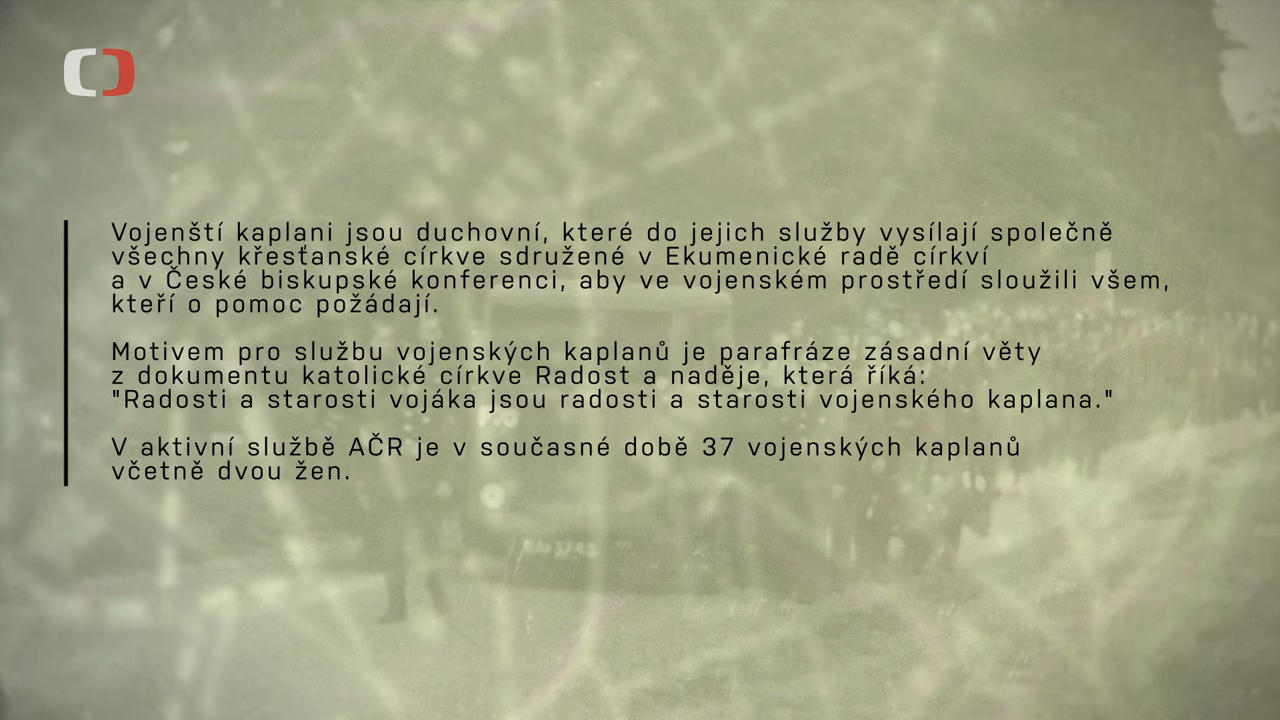 Vojenští kaplani jsou duchovní, které do jejich služby vysílají společně
všechny křesťanské církve sdružené v Ekumenické radě církví
a v České biskupské konferenci, aby ve vojenském prostředí sloužili všem,
kteří o pomoc požádají.
Motivem pro službu vojenských kaplanů je parafráze zásadní věty
z dokumentu katolické církve Radost a naděje, která říká:
"Radosti a starosti vojáka jsou radosti a starosti vojenského kaplana."
V aktivní službě AČR je v současné době 37 vojenských kaplanů
včetně dvou žen.